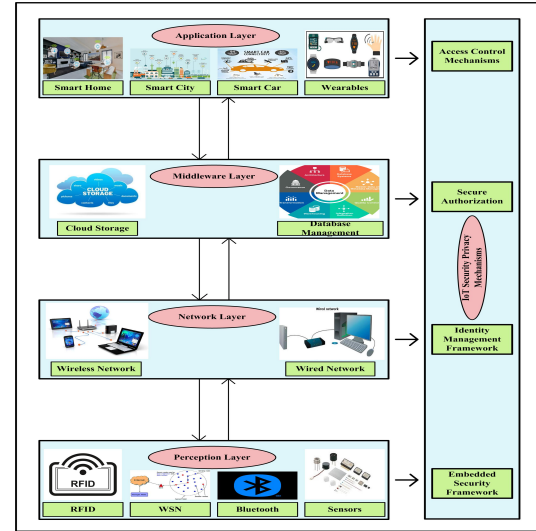 Application Layer
SMART CAR
Smart Home
Smart City
Smart Car
Wearables
Access Control
Mechanisms
Middleware Layer
CLOUD
STORAGE
Data
Management
Cloud Storage
Database
Management
Secure
Authorization
IoT Security Privacy
Mechanisms
Network Layer
Wired network
Wireless Network
Wired Network
Identity
Management
Framework
Perception Layer
RFID
RFID
WSN
Bluetooth
Sensors
Embedded
Security
Framework